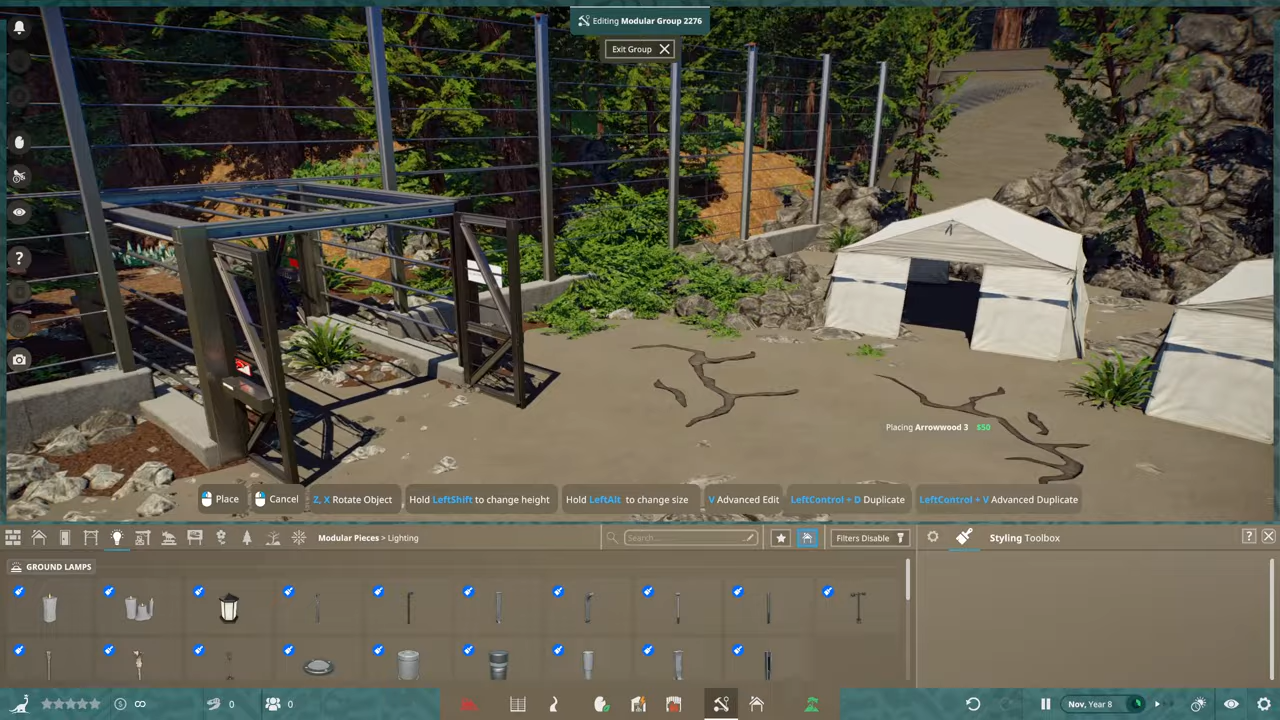 Editing Modular Group 2276
Exit Group
Placing Arrowwood 3 $50
Place
Cancel
Z, X Rotate Object
Hold LeftShift to change height
Hold LeftAlt to change size
V Advanced Edit
LeftControl + D Duplicate
LeftControl + V Advanced Duplicate
Modular Pieces > Lighting
Search...
Filters Disable
Styling Toolbox
?
GROUND LAMPS
∞
0
0
Nov, Year 8